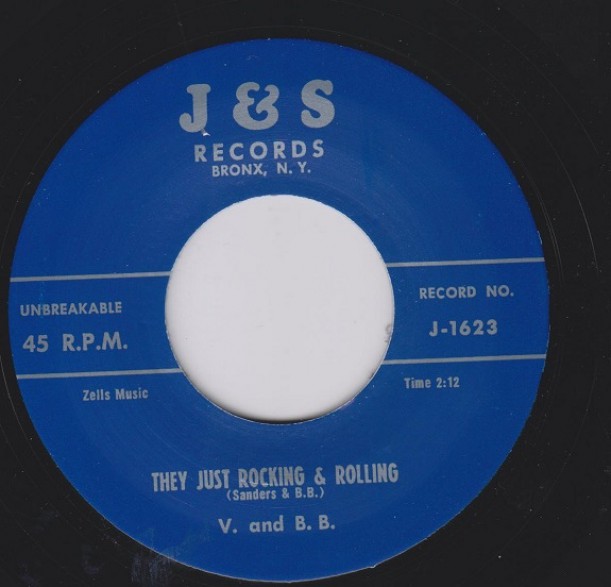 J & S
RECORDS
BRONX, N. Y.
UNBREAKABLE
45 R.P.M.
RECORD NO.
J-1623
Zells Music
Time 2:12
THEY JUST ROCKING & ROLLING
(Sanders & B.B.)
V. and B. B.